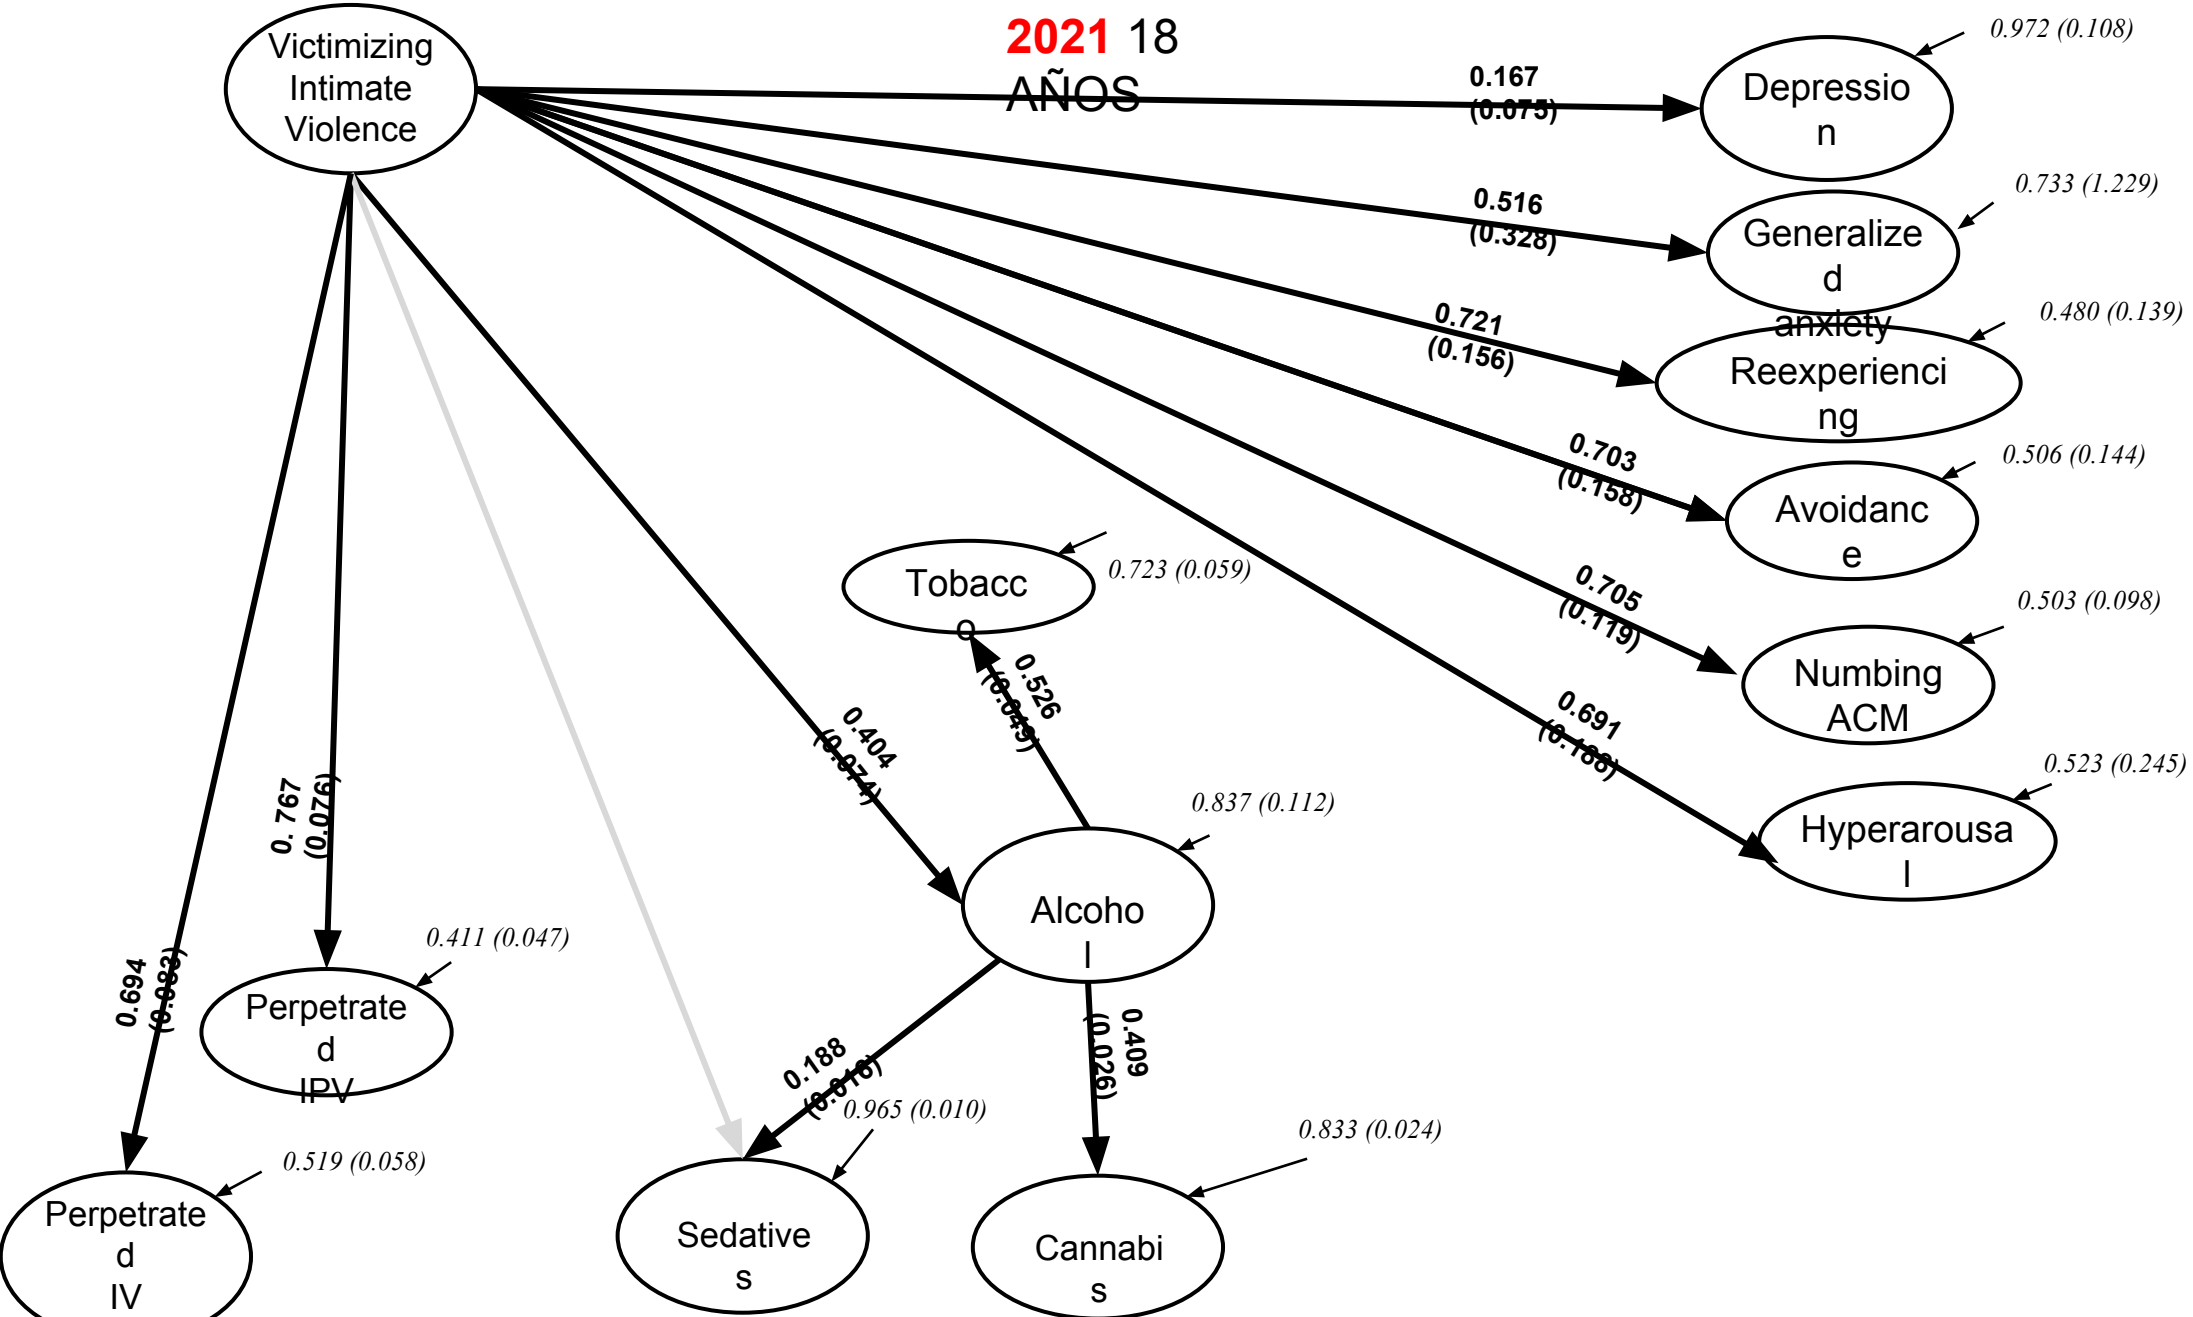 Victimizing
Intimate
Violence
2021 18
AÑOS
0.972 (0.108)
0.167
(0.075)
Depressio
n
0.733 (1.229)
0.516
(0.328)
Generalize
d
anxiety
0.480 (0.139)
0.721
(0.156)
Reexperienci
ng
0.506 (0.144)
0.703
(0.158)
Avoidanc
e
0.503 (0.098)
0.705
(0.119)
Numbing
ACM
0.523 (0.245)
0.691
(0.188)
Hyperarousa
l
Tobacc
o
0.723 (0.059)
0.526
(0.049)
0.404
(0.074)
0.837 (0.112)
Alcoho
l
0. 767
(0.076)
0.411 (0.047)
Perpetrate
d
IPV
0.694
(0.083)
0.519 (0.058)
Perpetrate
d
IV
0.188
(0.016)
0.965 (0.010)
Sedative
s
0.409
(0.026)
0.833 (0.024)
Cannabi
s